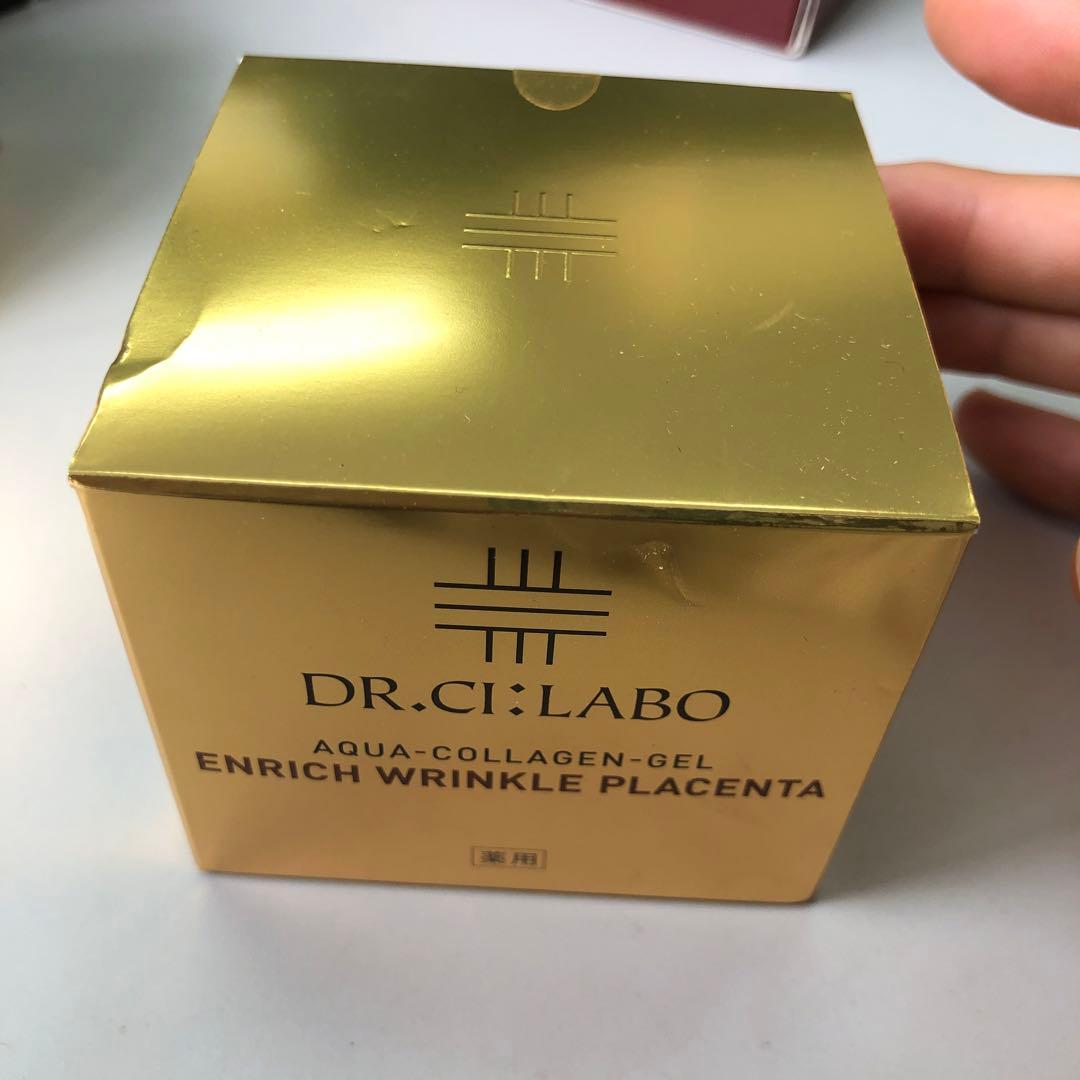 DR.CI:LABO
AQUA-COLLAGEN-GEL
ENRICH WRINKLE PLACENTA
薬用